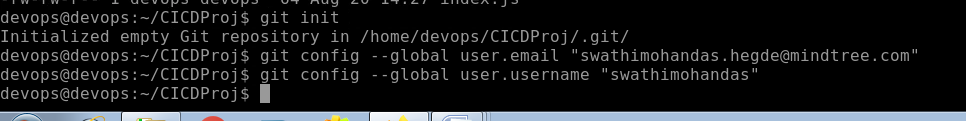 -rw-rw-r-- 1 devops devops 64 Aug 20 14:27 index.js
devops@devops:~/CICDProj$ git init
Initialized empty Git repository in /home/devops/CICDProj/.git/
devops@devops:~/CICDProj$ git config --global user.email "swathimohandas.hegde@mindtree.com"
devops@devops:~/CICDProj$ git config --global user.username "swathimohandas"
devops@devops:~/CICDProj$